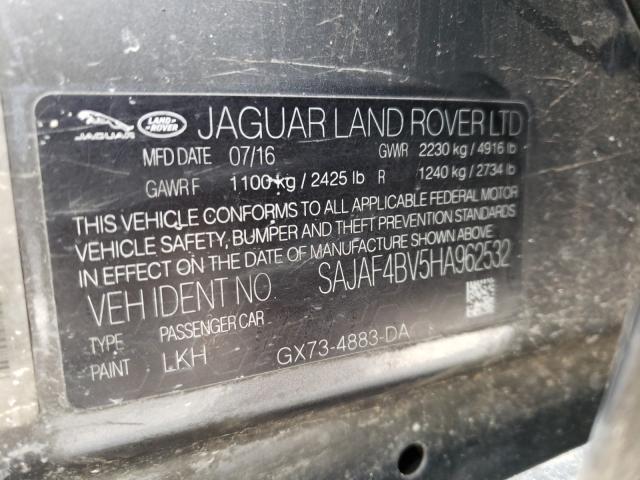 JAGUAR LAND ROVER JAGUAR LAND ROVER LTD
MFD DATE 07/16 GVWR 2230 kg / 4916 lb
GAWR F 1100 kg / 2425 lb R 1240 kg / 2734 lb
THIS VEHICLE CONFORMS TO ALL APPLICABLE FEDERAL MOTOR
VEHICLE SAFETY, BUMPER AND THEFT PREVENTION STANDARDS
IN EFFECT ON THE DATE OF MANUFACTURE SHOWN ABOVE
VEH IDENT NO SAJAF4BV5HA962532
TYPE PASSENGER CAR
PAINT LKH GX73-4883-DA